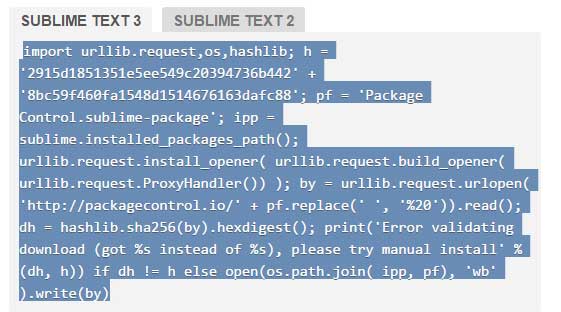 SUBLIME TEXT 3 SUBLIME TEXT 2
import urllib.request,os,hashlib; h =
'2915d1851351e5ee549c20394736b442' +
'8bc59f460fa1548d1514676163dafc88'; pf = 'Package
Control.sublime-package'; ipp =
sublime.installed_packages_path();
urllib.request.install_opener( urllib.request.build_opener(
urllib.request.ProxyHandler()) ); by = urllib.request.urlopen(
'http://packagecontrol.io/' + pf.replace(' ', '%20')).read();
dh = hashlib.sha256(by).hexdigest(); print('Error validating
download (got %s instead of %s), please try manual install' %
(dh, h)) if dh != h else open(os.path.join( ipp, pf), 'wb'
).write(by)